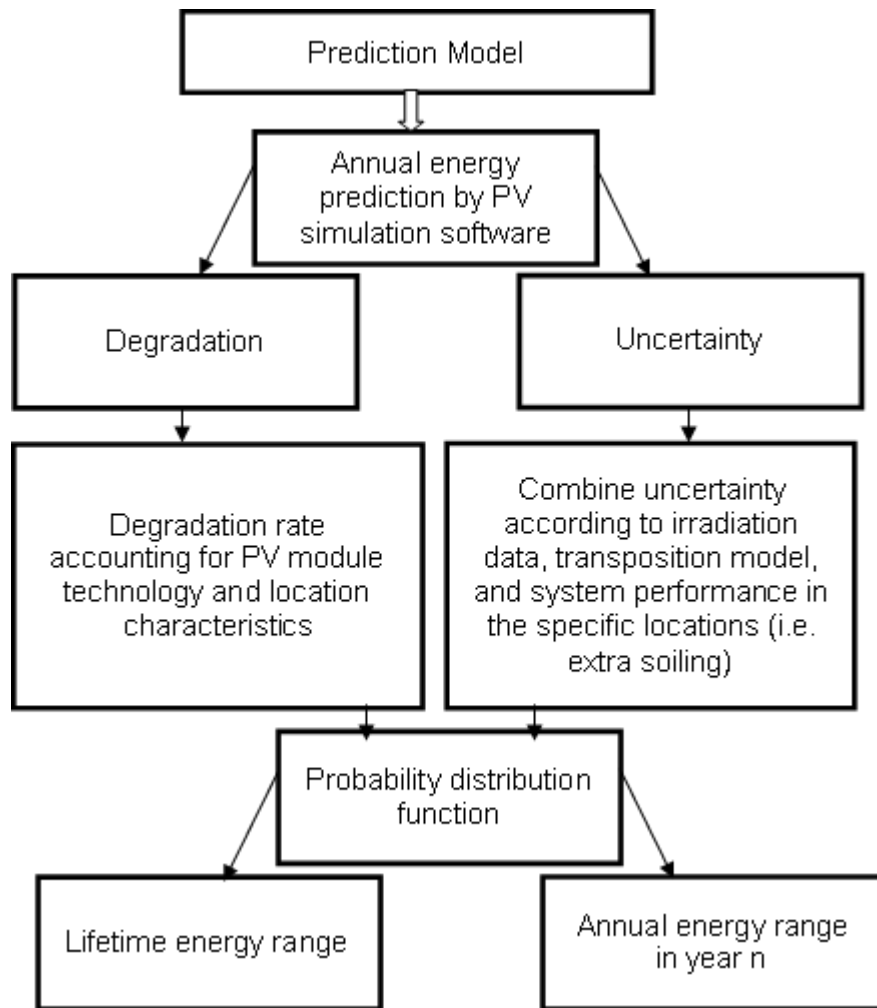 Prediction Model
Annual energy
prediction by PV
simulation software
Degradation
Uncertainty
Degradation rate
accounting for PV module
technology and location
characteristics
Combine uncertainty
according to irradiation
data, transposition model,
and system performance in
the specific locations (i.e.
extra soiling)
Probability distribution
function
Lifetime energy range
Annual energy range
in year n